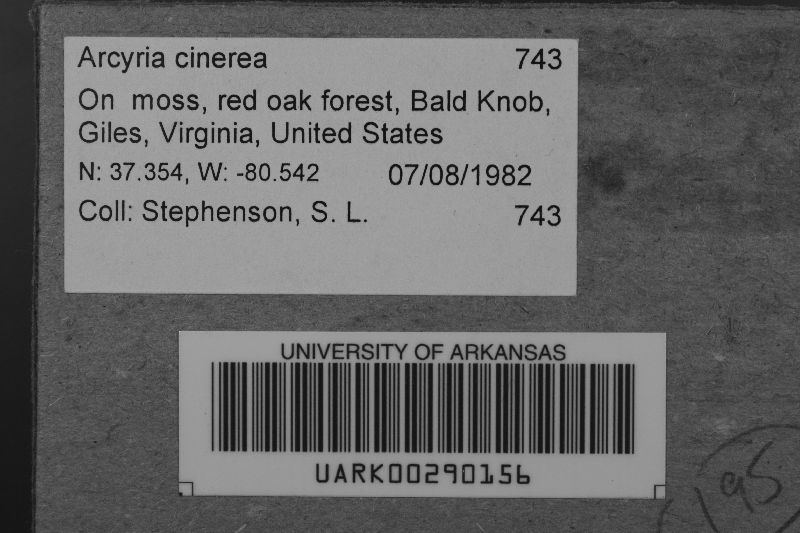 Arcyria cinerea 743
On moss, red oak forest, Bald Knob,
Giles, Virginia, United States
N: 37.354, W: -80.542 07/08/1982
Coll: Stephenson, S. L. 743
UNIVERSITY OF ARKANSAS
UARK00290156